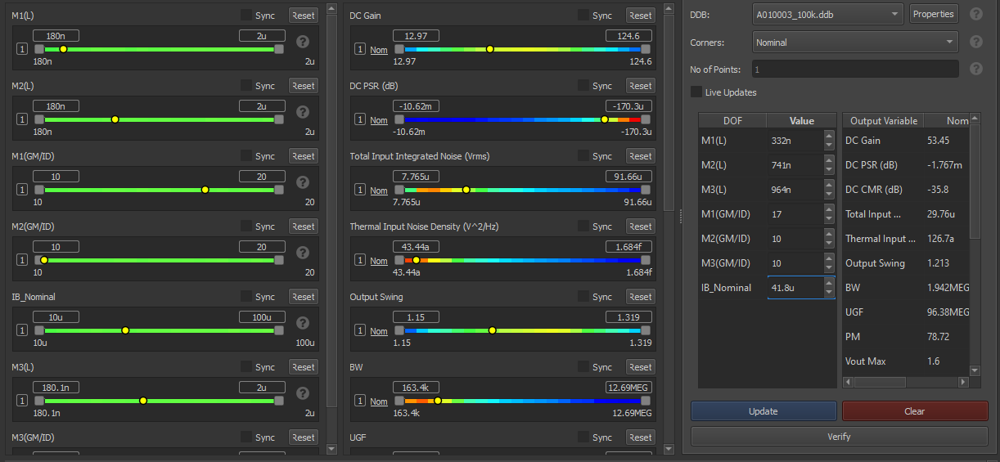 M1(L) Sync Reset
180n 2u
1 ?
180n 2u
M2(L) Sync Reset
180n 2u
1 ?
180n 2u
M1(GM/ID) Sync Reset
10 20
1 ?
10 20
M2(GM/ID) Sync Reset
10 20
1 ?
10 20
IB_Nominal Sync Reset
10u 100u
1 ?
10u 100u
M3(L) Sync Reset
180.1n 2u
1 ?
180.1n 2u
M3(GM/ID) Sync Reset
DC Gain Sync Reset
12.97 124.6
1 Nom
12.97 124.6
DC PSR (dB) Sync Reset
-10.62m -170.3u
1 Nom
-10.62m -170.3u
Total Input Integrated Noise (Vrms) Sync Reset
7.765u 91.66u
1 Nom
7.765u 91.66u
Thermal Input Noise Density (V^2/Hz) Sync Reset
43.44a 1.684f
1 Nom
43.44a 1.684f
Output Swing Sync Reset
1.15 1.319
1 Nom
1.15 1.319
BW Sync Reset
163.4k 12.69MEG
1 Nom
163.4k 12.69MEG
UGF Sync Reset
DDB: A010003_100k.ddb Properties ?
Corners: Nominal ?
No of Points: 1 ?
Live Updates
DOF Value
M1(L) 332n
M2(L) 741n
M3(L) 964n
M1(GM/ID) 17
M2(GM/ID) 10
M3(GM/ID) 10
IB_Nominal 41.8u
Output Variable Nom
DC Gain 53.45
DC PSR (dB) -1.767m
DC CMR (dB) -35.8
Total Input ... 29.76u
Thermal Input ... 126.7a
Output Swing 1.213
BW 1.942MEG
UGF 96.38MEG
PM 78.72
Vout Max 1.6
Update Clear
Verify